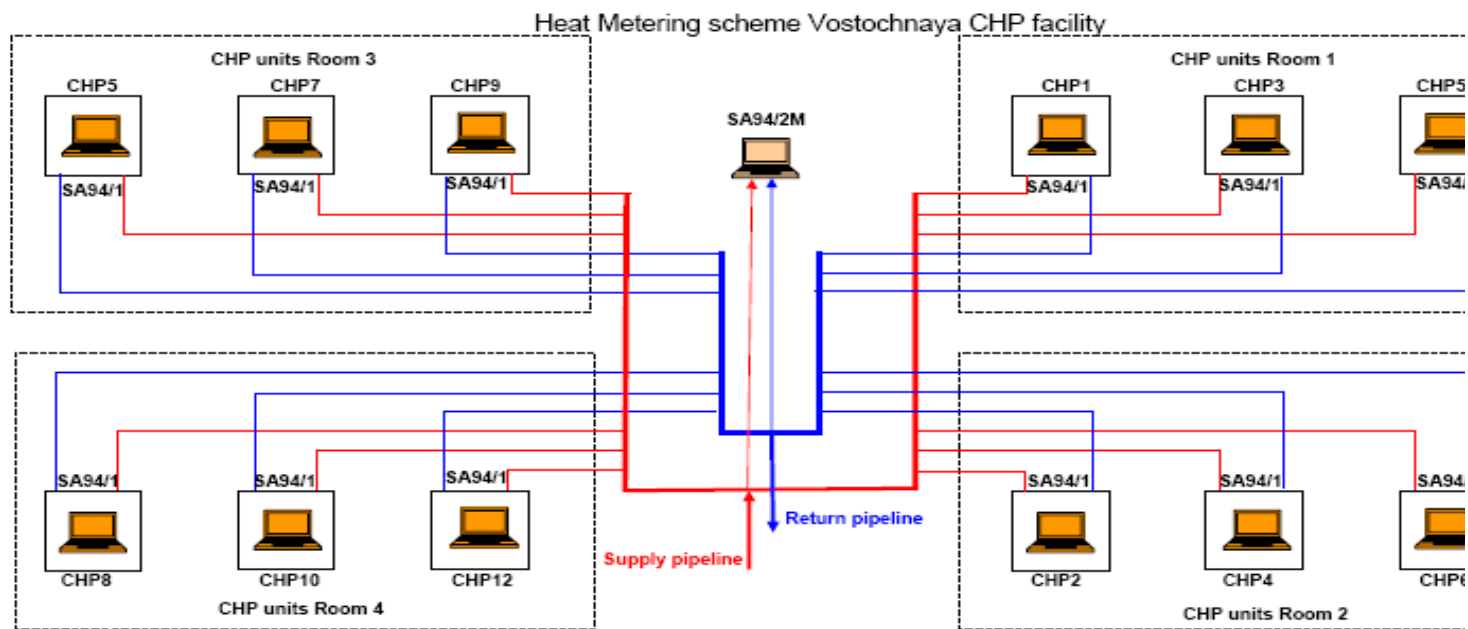 Heat Metering scheme Vostochnaya CHP facility
CHP units Room 3
CHP units Room 1
CHP5 CHP7 CHP9
CHP1 CHP3 CHP5
SA94/2M
SA94/1 SA94/1 SA94/1
SA94/1 SA94/1 SA94/
SA94/1 SA94/1 SA94/1
SA94/1 SA94/1 SA94/
Return pipeline
Supply pipeline
CHP8 CHP10 CHP12
CHP2 CHP4 CHP6
CHP units Room 4
CHP units Room 2